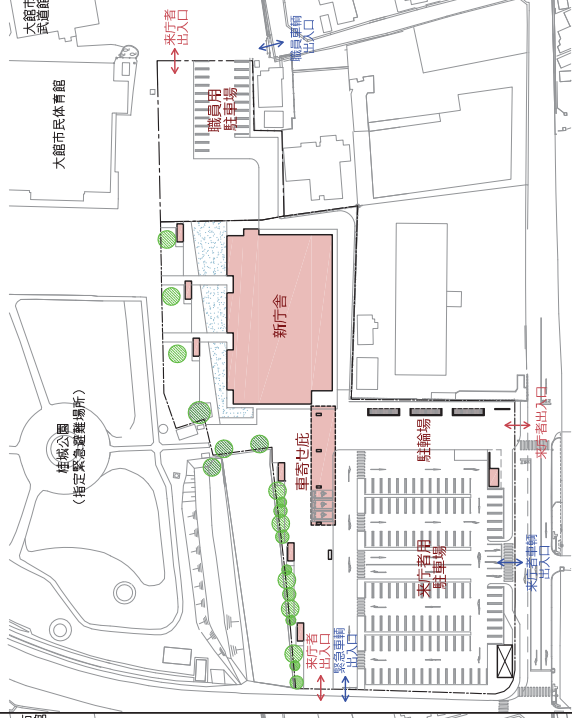 大館市
武道館
来庁者
出入口
職員車輌
出入口
大館市民体育館
職員用
駐車場
新庁舎
桂城公園
（指定緊急避難場所）
車寄せ庇
駐輪場
来庁者出入口
来庁者用
駐車場
来庁者車輌
出入口
来庁者
出入口
緊急車輌
出入口